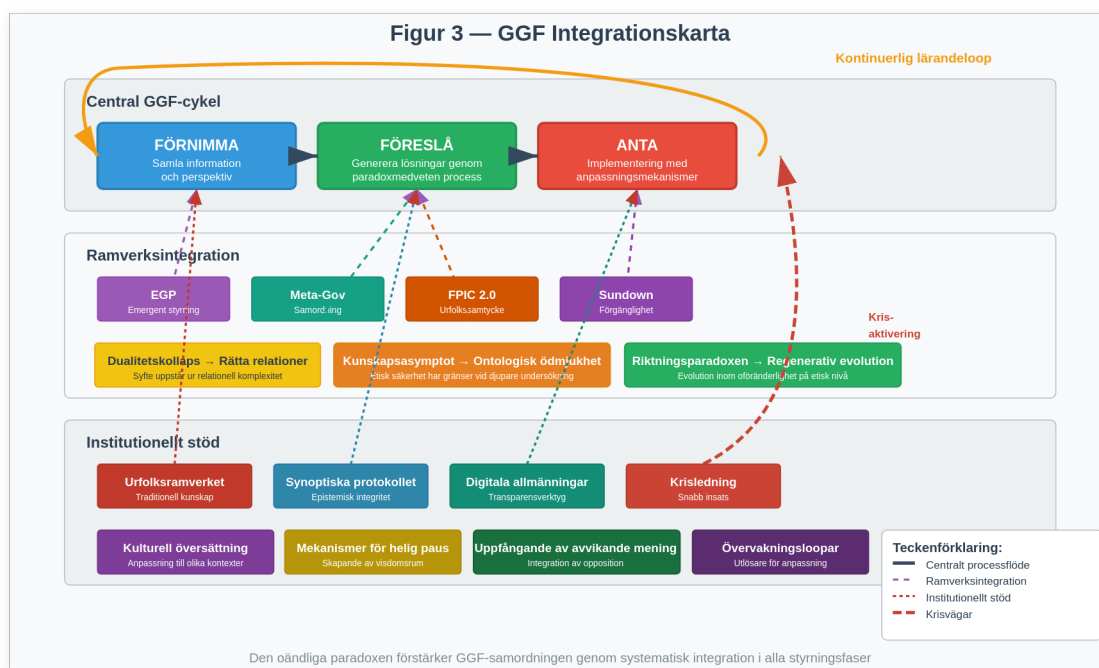 Figur 3 — GGF Integrationskarta
Kontinuerlig lärandeloop
Central GGF-cykel
FÖRNIMMA
Samla information
och perspektiv
FÖRESLÅ
Generera lösningar genom
paradoxmedveten process
ANTA
Implementering med
anpassningsmekanismer
Ramverksintegration
EGP
Emergent styrning
Meta-Gov
Samordning
FPIC 2.0
Urfolkssamtycke
Sundown
Förgänglighet
Kris-
aktivering
Dualitetskollaps → Rätta relationer
Syfte uppstår ur relationell komplexitet
Kunskapsasymptot → Ontologisk ödmjukhet
Etisk säkerhet har gränser vid djupare undersökning
Riktningsparadoxen → Regenerativ evolution
Evolution inom oföränderlighet på etisk nivå
Institutionellt stöd
Urfolksramverket
Traditionell kunskap
Synoptiska protokollet
Epistemisk integritet
Digitala allmänningar
Transparensverktyg
Krisledning
Snabb insats
Kulturell översättning
Anpassning till olika kontexter
Mekanismer för helig paus
Skapande av visdomsrum
Uppfångande av avvikande mening
Integration av opposition
Övervakningsloopar
Utlösare för anpassning
Teckenförklaring:
Centralt processflöde
Ramverksintegration
Institutionellt stöd
Krisvägar
Den oändliga paradoxen förstärker GGF-samordningen genom systematisk integration i alla styrningsfaser